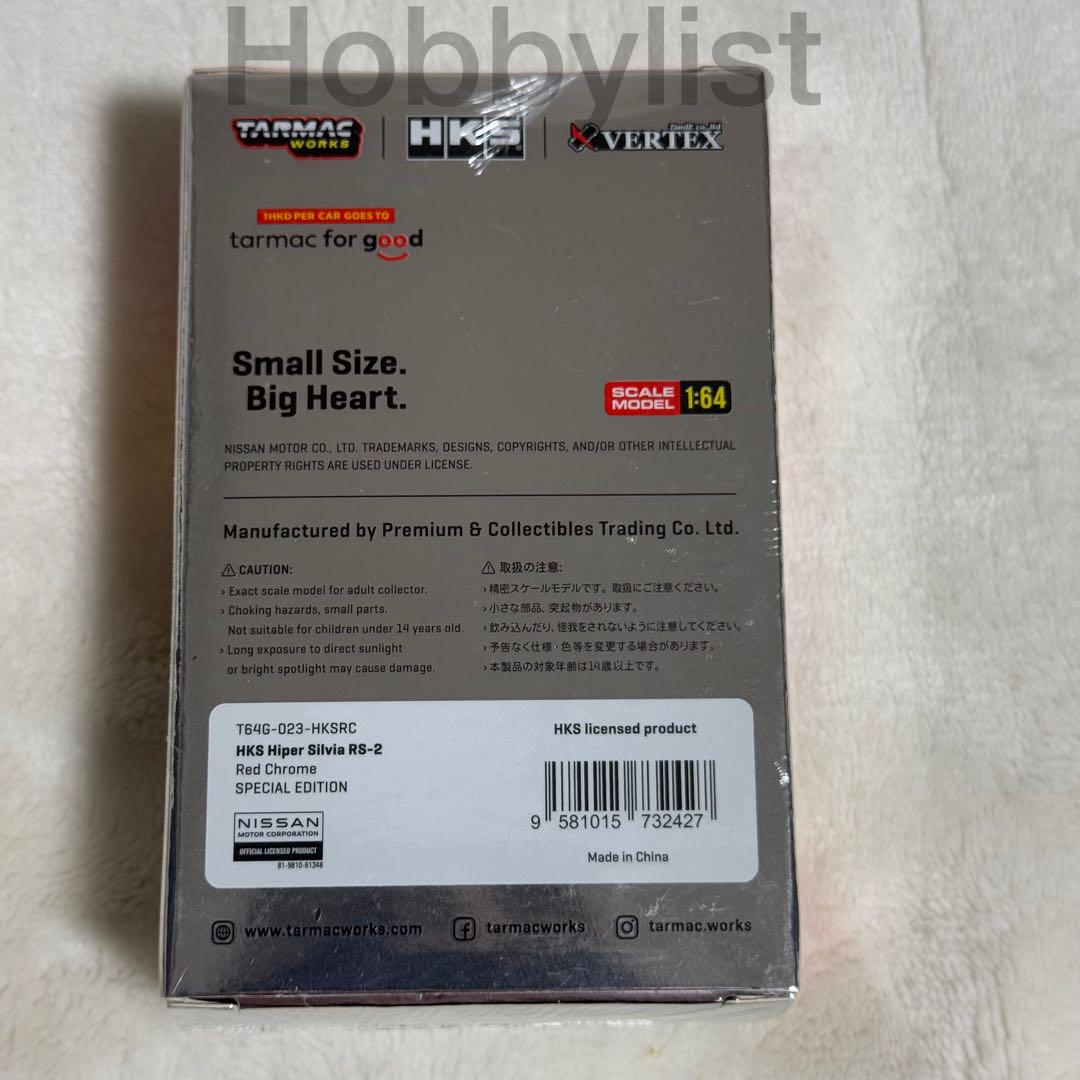 Hobbylist
TARMAC
WORKS
HKS
TandE co.,ltd
VERTEX
1HKD PER CAR GOES TO
tarmac for good
Small Size.
Big Heart.
SCALE
MODEL 1:64
NISSAN MOTOR CO., LTD. TRADEMARKS, DESIGNS, COPYRIGHTS, AND/OR OTHER INTELLECTUAL
PROPERTY RIGHTS ARE USED UNDER LICENSE.
Manufactured by Premium & Collectibles Trading Co. Ltd.
⚠ CAUTION:
› Exact scale model for adult collector.
› Choking hazards, small parts.
Not suitable for children under 14 years old.
› Long exposure to direct sunlight
or bright spotlight may cause damage.
⚠ 取扱の注意:
› 精密スケールモデルです。取扱にご注意ください。
› 小さな部品、突起物があります。
› 飲み込んだり、怪我をされないように注意してください。
› 予告なく仕様・色等を変更する場合があります。
› 本製品の対象年齢は14歳以上です。
T64G-023-HKSRC
HKS Hiper Silvia RS-2
Red Chrome
SPECIAL EDITION
NISSAN
MOTOR CORPORATION
OFFICIAL LICENSED PRODUCT
81-9810-61348
HKS licensed product
9 581015 732427
Made in China
www.tarmacworks.com
tarmacworks
tarmac.works